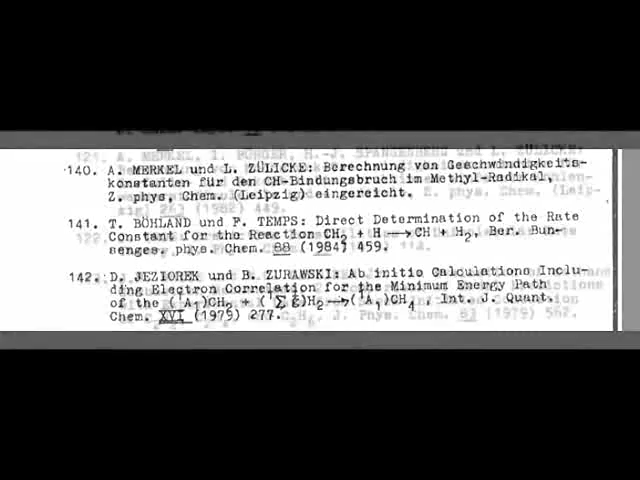 140. A. MERKEL und L. ZÜLICKE: Berechnung von Geschwindigkeits-
konstanten für den CH-Bindungsbruch im Methyl-Radikal,
Z. phys. Chem. (Leipzig) eingereicht.
141. T. BÖHLAND und F. TEMPS: Direct Determination of the Rate
Constant for the Reaction CH₂ + H ⟶ CH + H₂, Ber. Bun-
senges. phys. Chem. 88 (1984) 459.
142. D. JEZIOREK und B. ZURAWSKI: Ab initio Calculations Inclu-
ding Electron Correlation for the Minimum Energy Path
of the (¹A₁)CH₂ + (¹Σ g)H₂ ⟶ (¹A₁)CH₄, Int. J. Quant.
Chem. XVI (1979) 277.